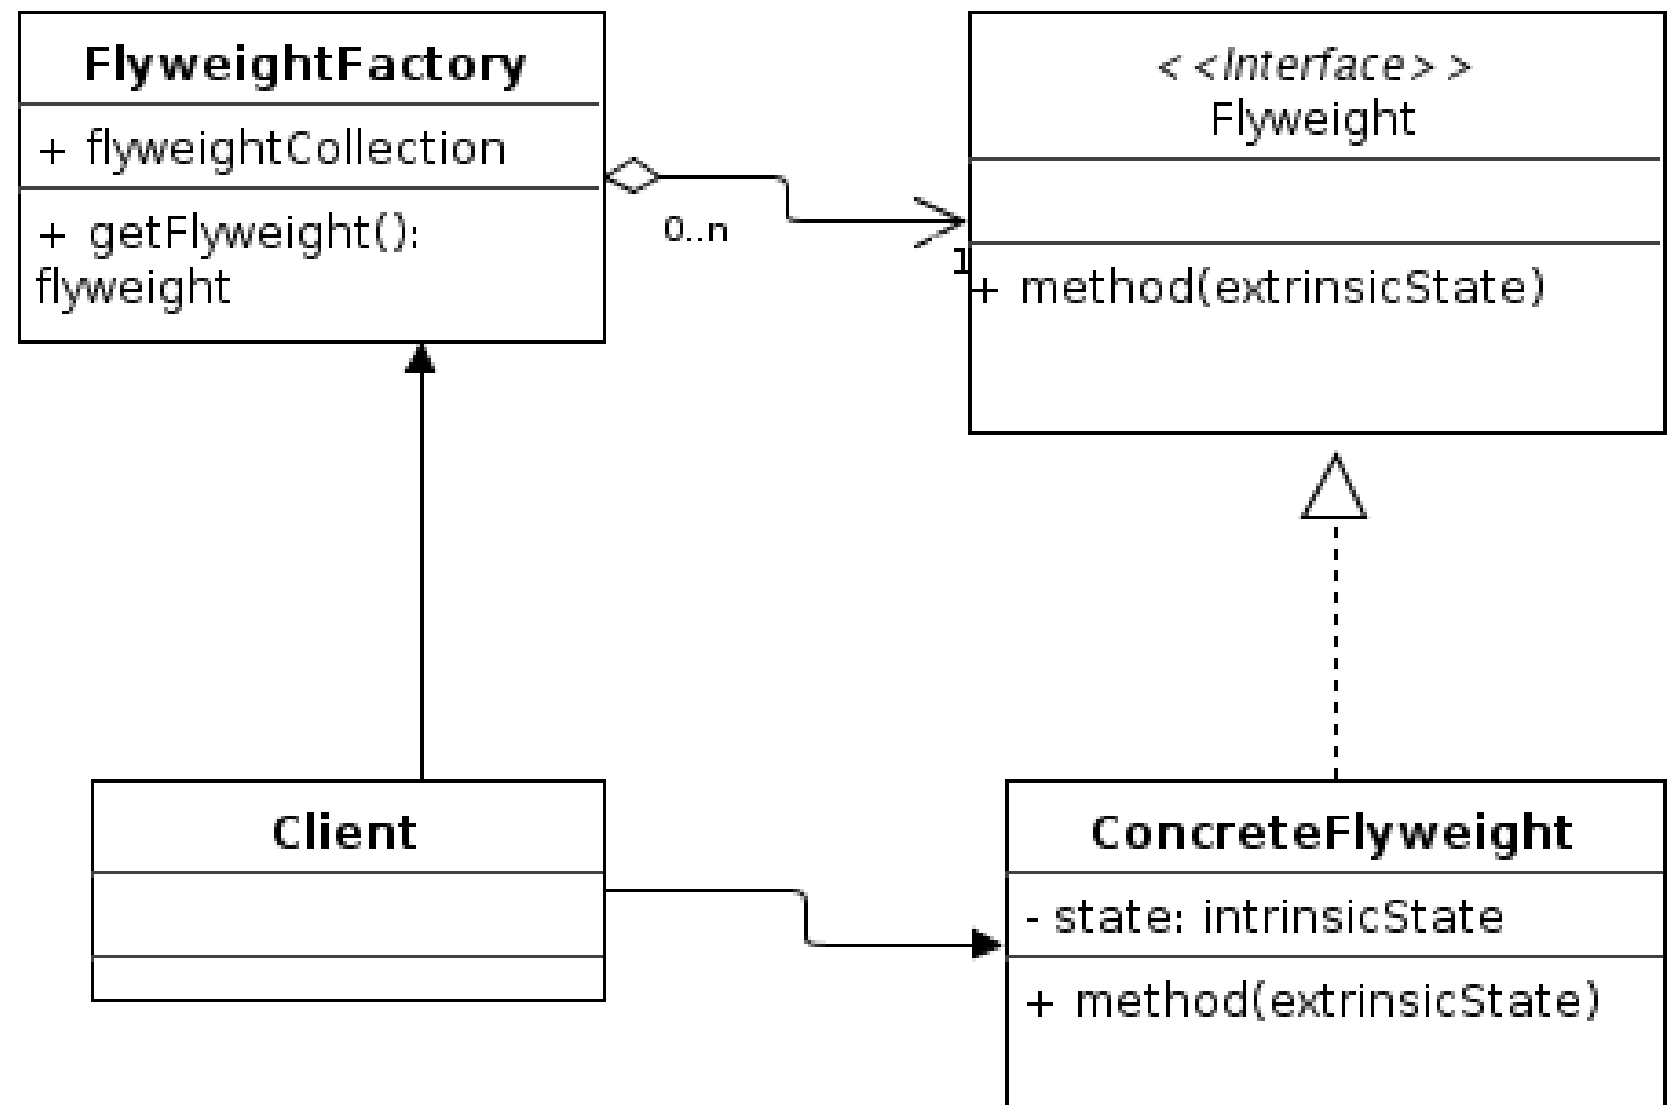 FlyweightFactory
+ flyweightCollection
+ getFlyweight():
flyweight
0..n
1
< <Interface> >
Flyweight
+ method(extrinsicState)
Client
ConcreteFlyweight
- state: intrinsicState
+ method(extrinsicState)